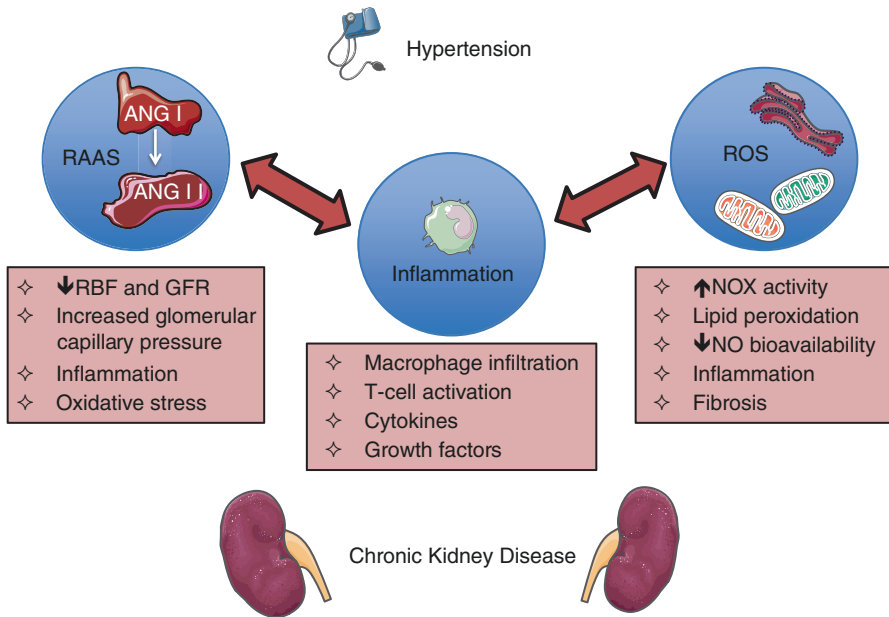 Hypertension
RAAS
ANG I
ANG I I
Inflammation
ROS
✧ ↓RBF and GFR
✧ Increased glomerular
capillary pressure
✧ Inflammation
✧ Oxidative stress
✧ Macrophage infiltration
✧ T-cell activation
✧ Cytokines
✧ Growth factors
✧ ↑NOX activity
✧ Lipid peroxidation
✧ ↓NO bioavailability
✧ Inflammation
✧ Fibrosis
Chronic Kidney Disease